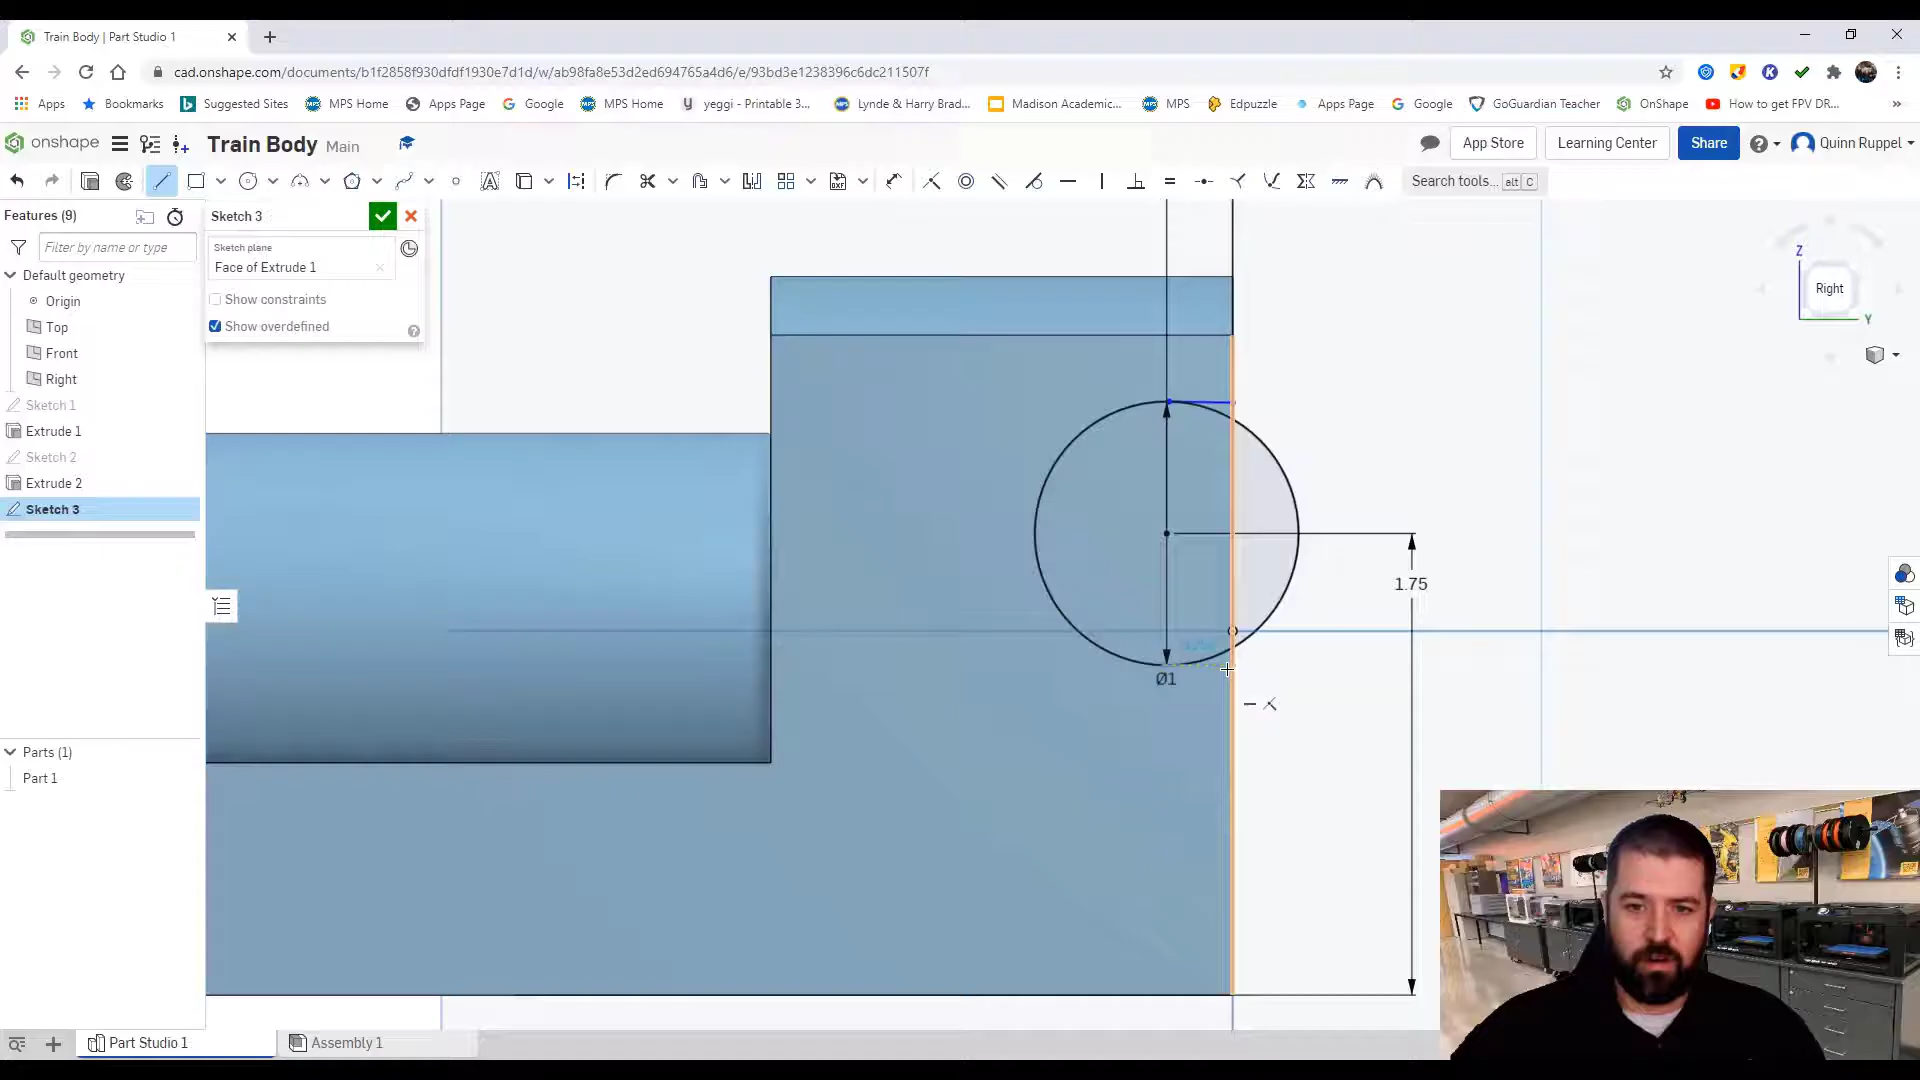 Train Body | Part Studio 1
cad.onshape.com/documents/b1f2858f930dfdf1930e7d1d/w/ab98fa8e53d2ed694765a4d6/e/93bd3e1238396c6dc211507f
Apps Bookmarks Suggested Sites MPS Home Apps Page Google MPS Home yeggi - Printable 3... Lynde & Harry Brad... Madison Academic... MPS Edpuzzle Apps Page Google GoGuardian Teacher OnShape How to get FPV DR... »
onshape Train Body Main App Store Learning Center Share Quinn Ruppel
Search tools... alt C
Features (9)
Sketch 3
Filter by name or type
Sketch plane
Face of Extrude 1
Show constraints
Show overdefined
Default geometry
Origin
Top
Front
Right
Sketch 1
Extrude 1
Sketch 2
Extrude 2
Sketch 3
Parts (1)
Part 1
Z
Right
Y
1.75
Ø1
Part Studio 1
Assembly 1